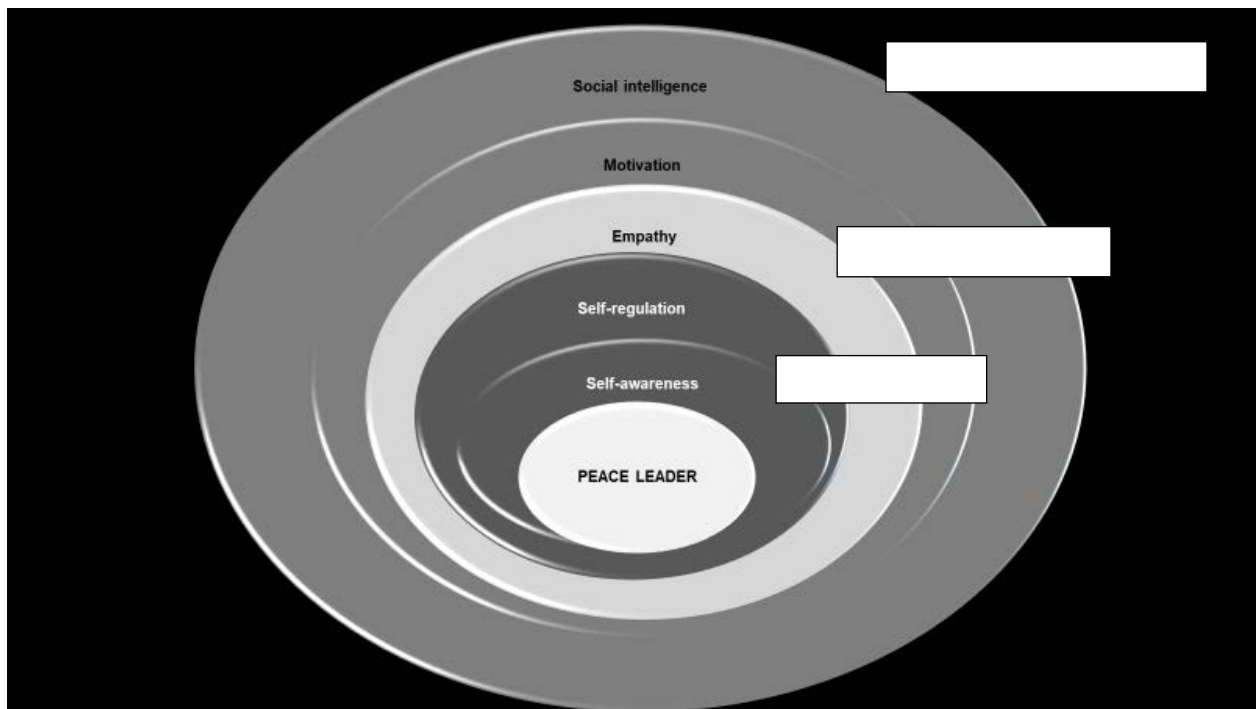 Social intelligence
Motivation
Empathy
Self-regulation
Self-awareness
PEACE LEADER